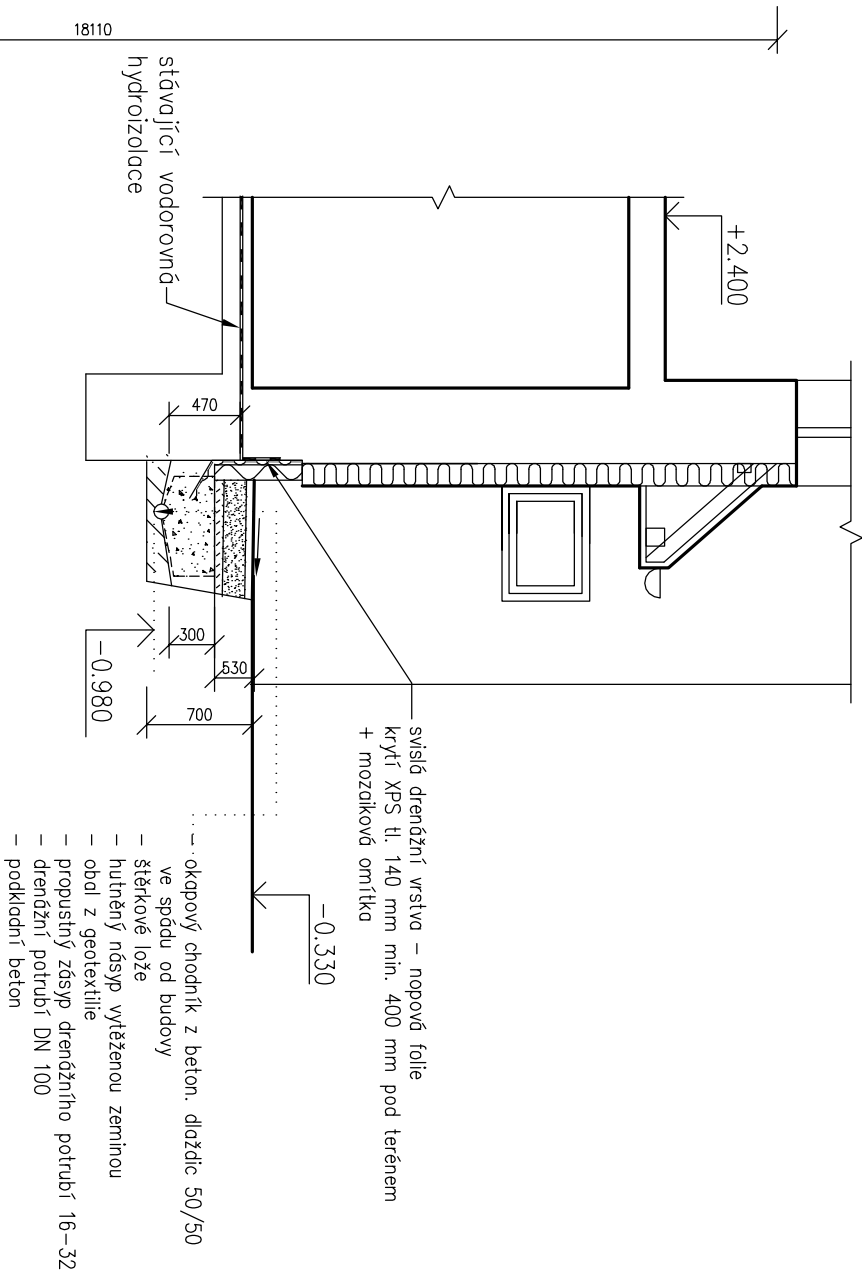 18110
stávající vodorovná
hydroizolace
+2.400
470
300
530
700
-0.980
-0.330
svislá drenážní vrstva - nopová folie
krytí XPS tl. 140 mm min. 400 mm pod terénem
+ mozaiková omítka
- okapový chodník z beton. dlaždic 50/50
ve spádu od budovy
- štěrkové lože
- hutněný násyp vytěženou zeminou
- obal z geotextilie
- propustný zásyp drenážního potrubí 16-32
- drenážní potrubí DN 100
- podkladní beton